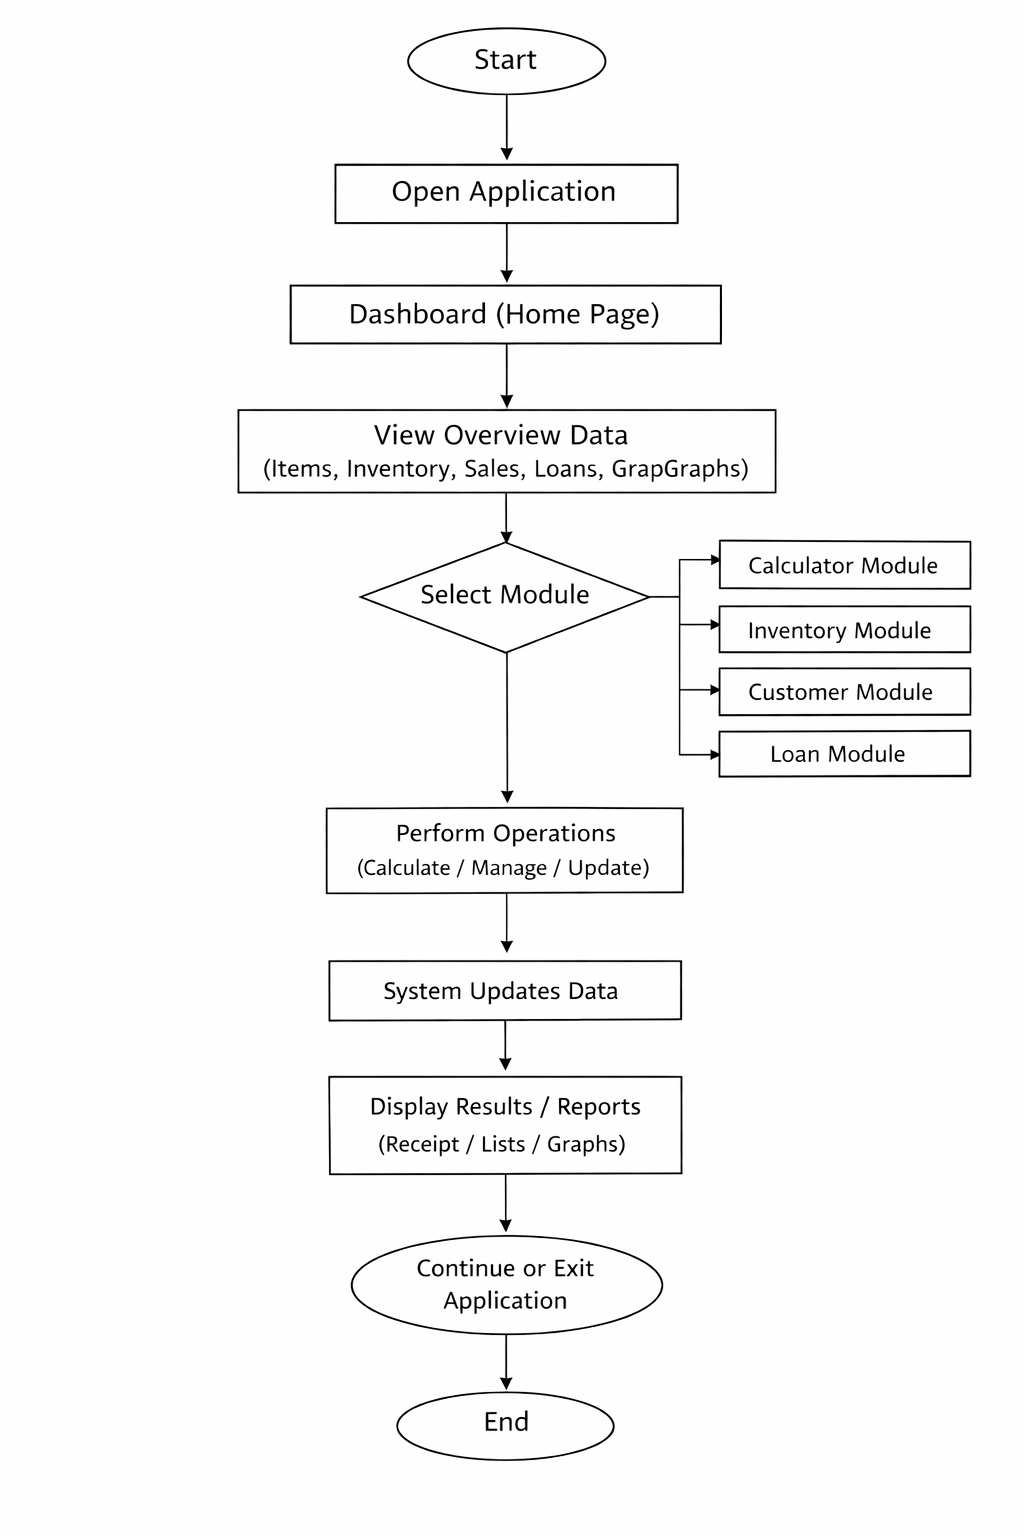 Start
Open Application
Dashboard (Home Page)
View Overview Data
(Items, Inventory, Sales, Loans, GrapGraphs)
Select Module
Calculator Module
Inventory Module
Customer Module
Loan Module
Perform Operations
(Calculate / Manage / Update)
System Updates Data
Display Results / Reports
(Receipt / Lists / Graphs)
Continue or Exit
Application
End